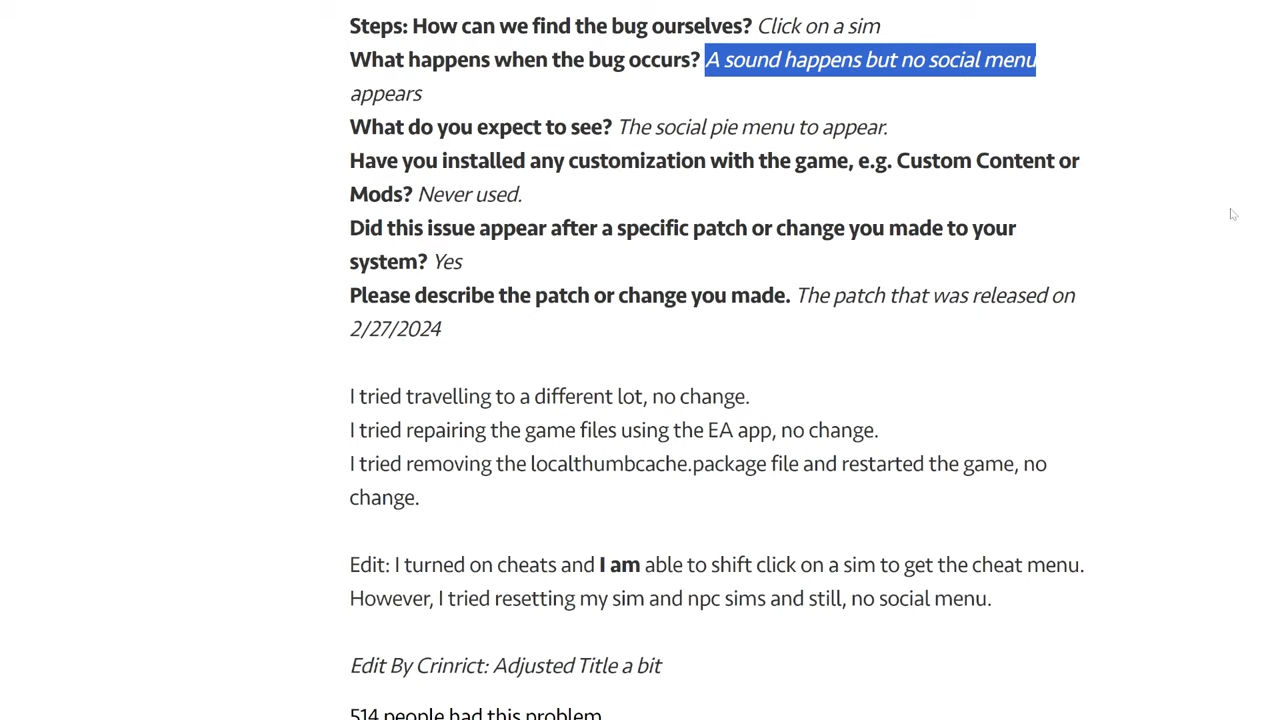 Steps: How can we find the bug ourselves? Click on a sim
What happens when the bug occurs? A sound happens but no social menu
appears
What do you expect to see? The social pie menu to appear.
Have you installed any customization with the game, e.g. Custom Content or
Mods? Never used.
Did this issue appear after a specific patch or change you made to your
system? Yes
Please describe the patch or change you made. The patch that was released on
2/27/2024
I tried travelling to a different lot, no change.
I tried repairing the game files using the EA app, no change.
I tried removing the localthumbcache.package file and restarted the game, no
change.
Edit: I turned on cheats and I am able to shift click on a sim to get the cheat menu.
However, I tried resetting my sim and npc sims and still, no social menu.
Edit By Crinrict: Adjusted Title a bit
514 people had this problem